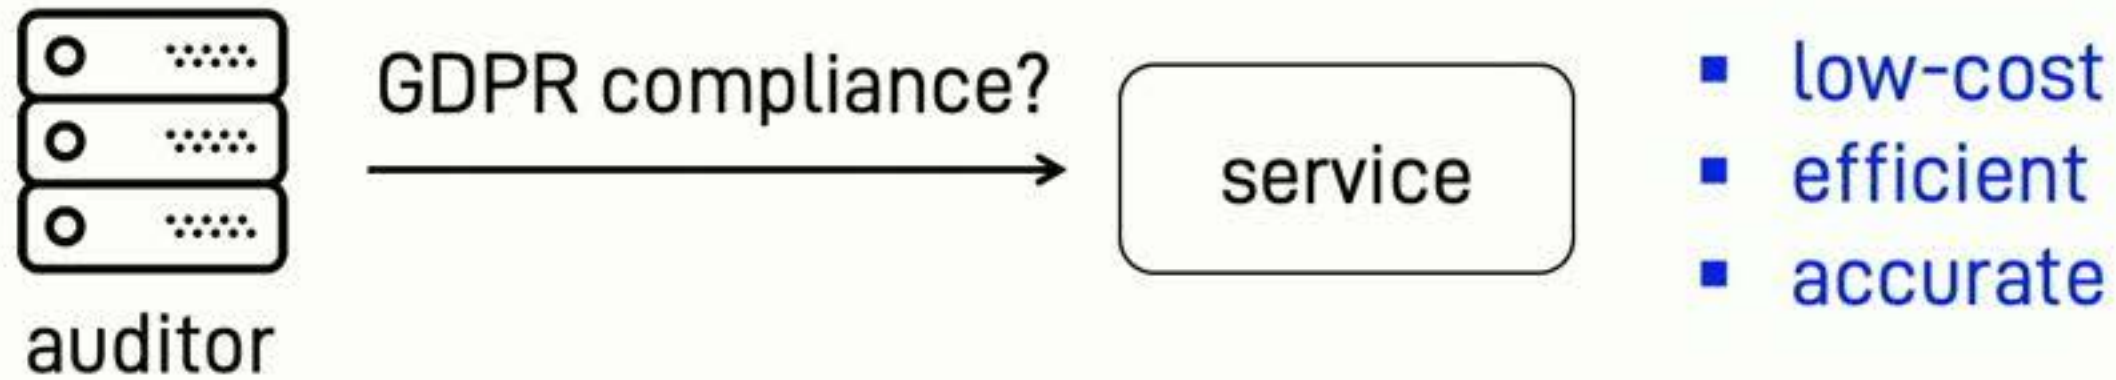 GDPR compliance?
auditor
service
▪ low-cost
▪ efficient
▪ accurate